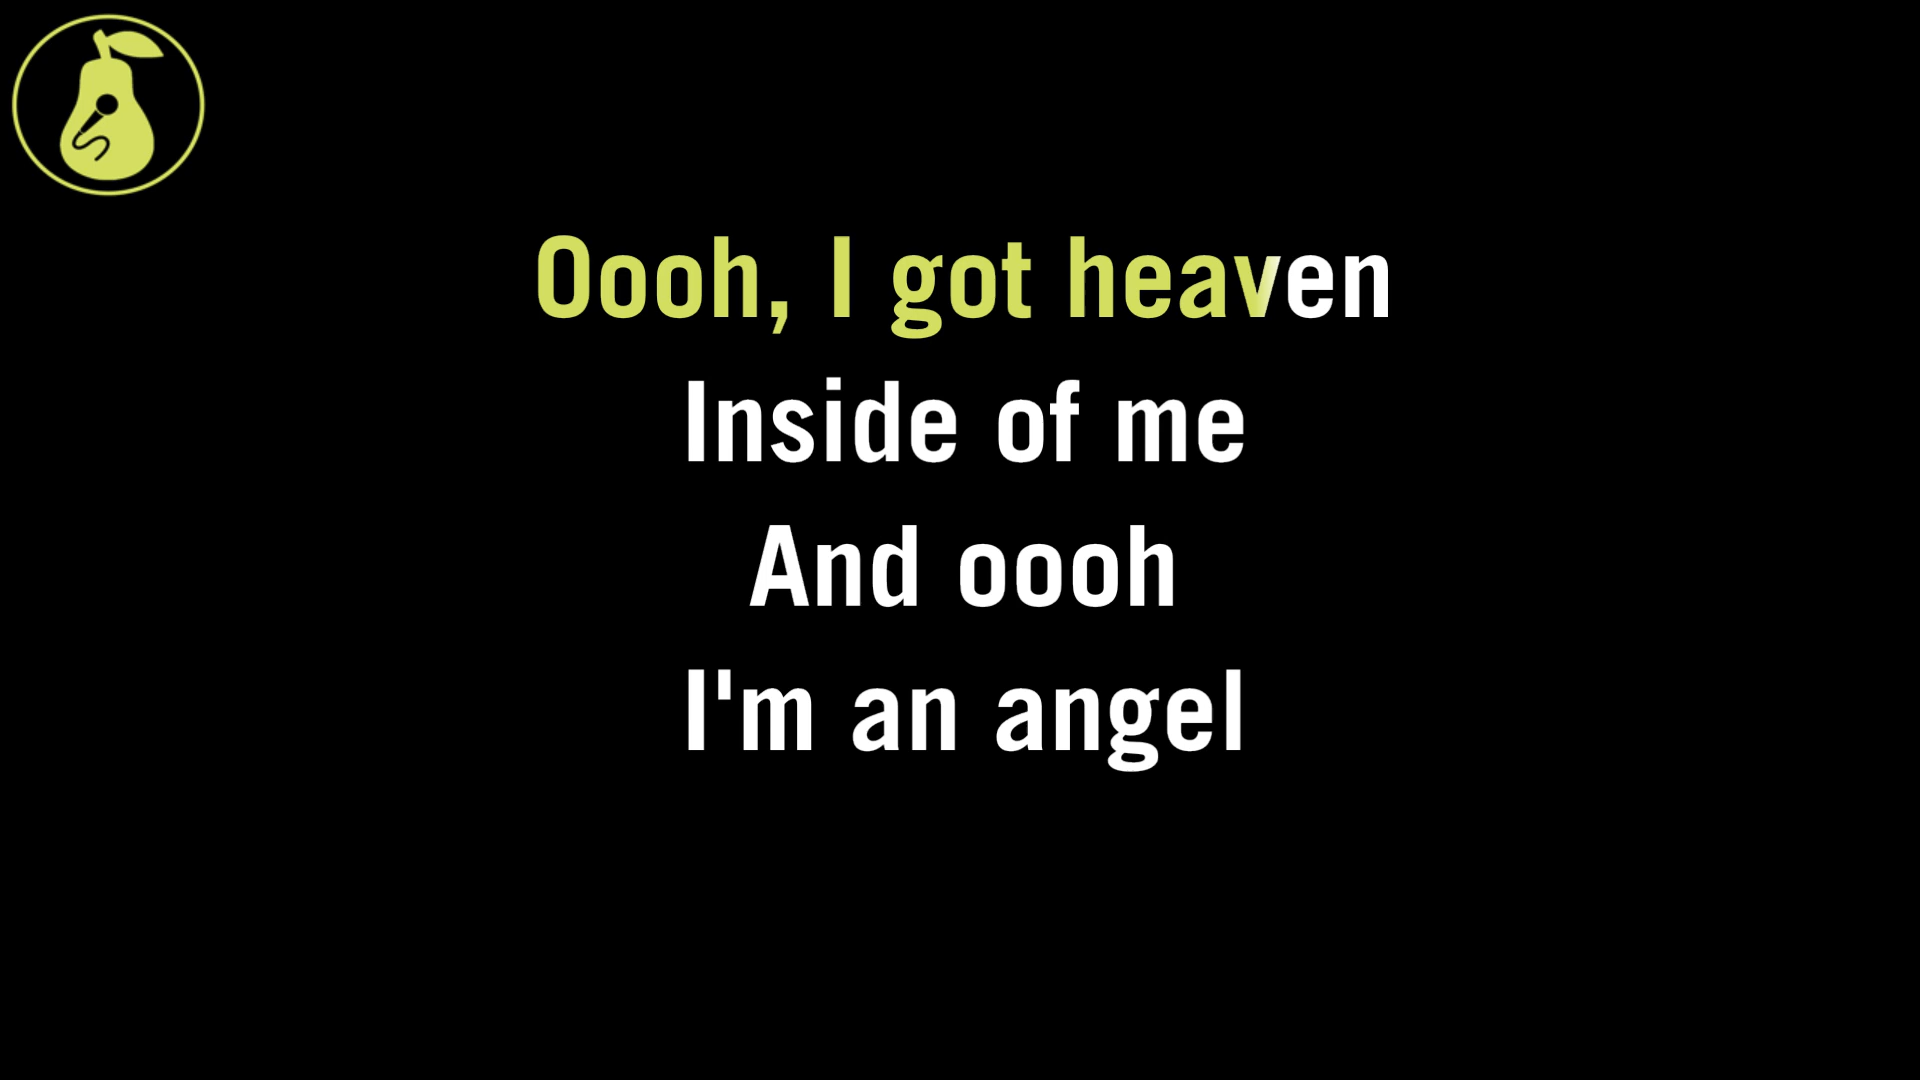 Oooh, I got heaven
Inside of me
And oooh
I'm an angel